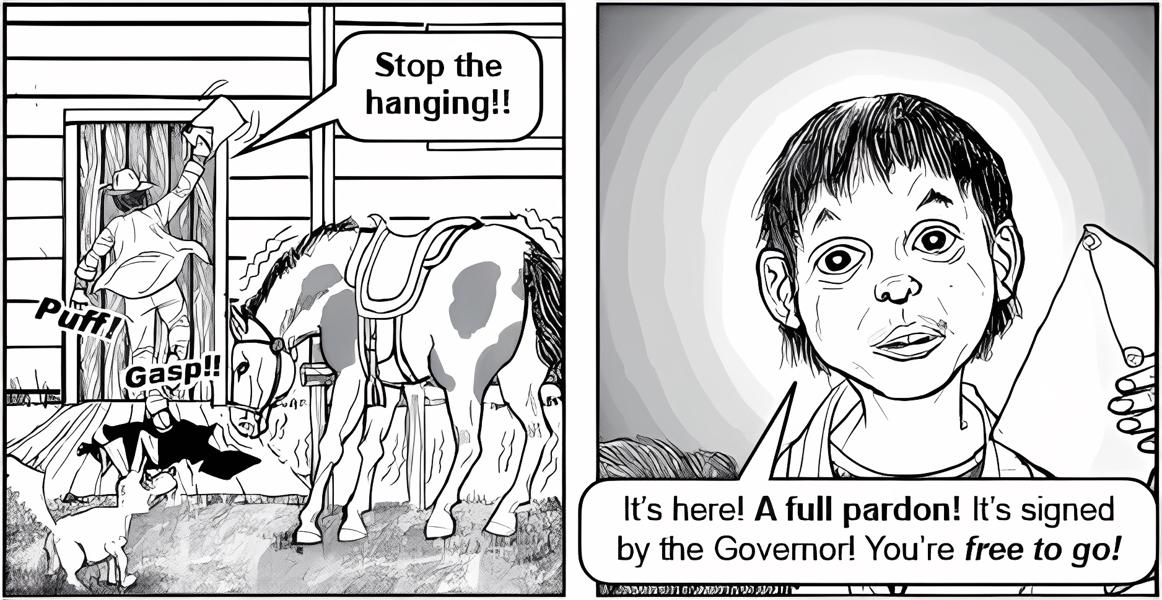 Stop the
hanging!!
Puff!
Gasp!!
It's here! A full pardon! It's signed
by the Governor! You're free to go!